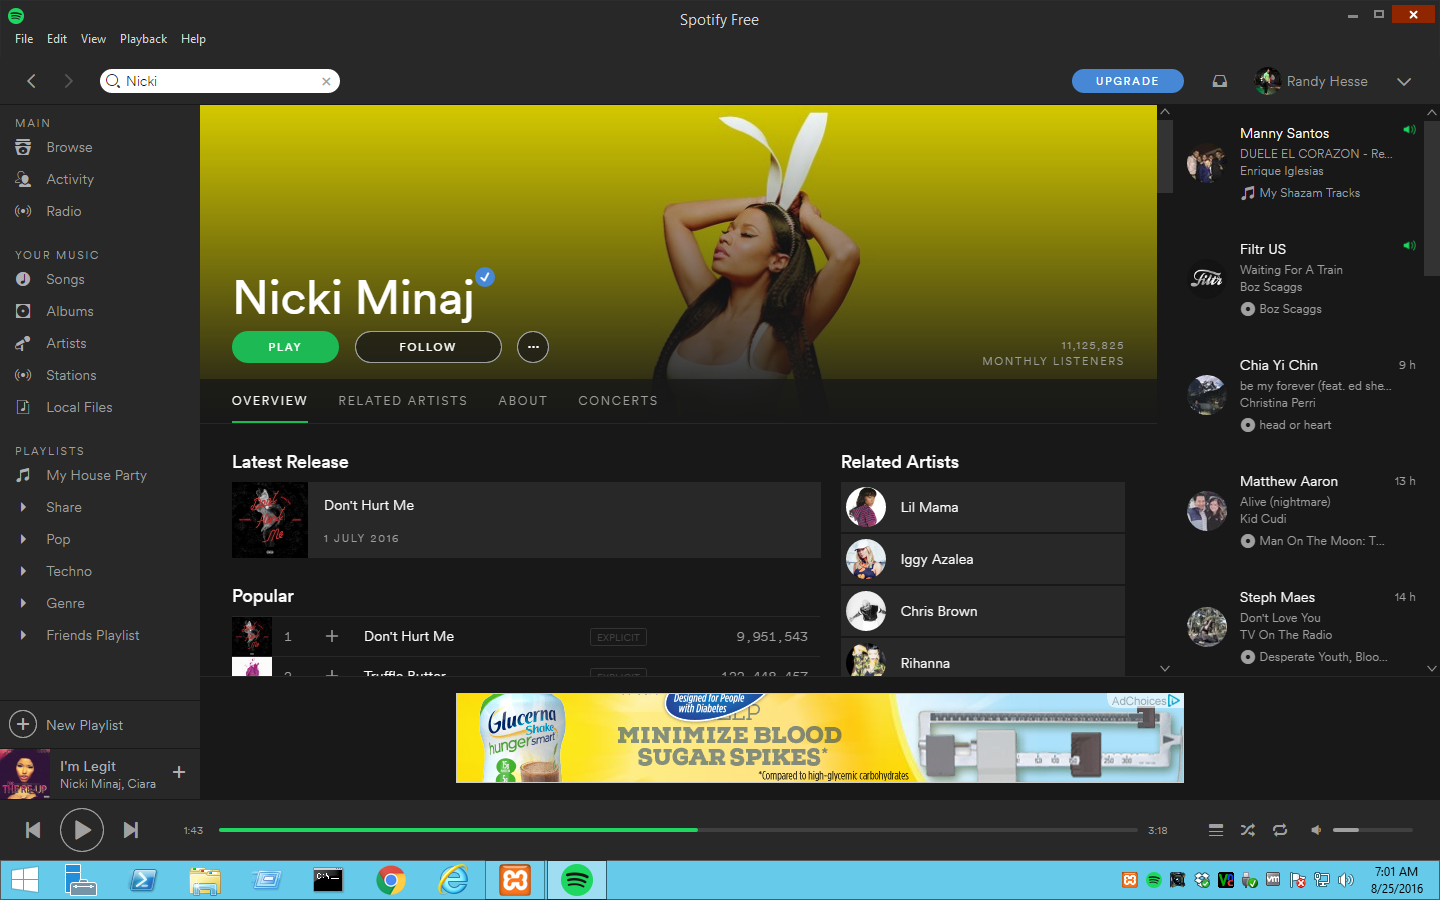 Spotify Free
File Edit View Playback Help
Nicki
UPGRADE
Randy Hesse
MAIN
Browse
Activity
Radio
YOUR MUSIC
Songs
Albums
Artists
Stations
Local Files
PLAYLISTS
My House Party
Share
Pop
Techno
Genre
Friends Playlist
New Playlist
I'm Legit
Nicki Minaj, Ciara
THE RE-UP
Nicki Minaj
PLAY
FOLLOW
11,125,825
MONTHLY LISTENERS
OVERVIEW RELATED ARTISTS ABOUT CONCERTS
Latest Release
Don't Hurt Me
1 JULY 2016
Popular
1 Don't Hurt Me EXPLICIT 9,951,543
2 Truffle Butter EXPLICIT 122,448,457
Related Artists
Lil Mama
Iggy Azalea
Chris Brown
Rihanna
Manny Santos
DUELE EL CORAZON - Re...
Enrique Iglesias
My Shazam Tracks
Filtr
Filtr US
Waiting For A Train
Boz Scaggs
Boz Scaggs
Chia Yi Chin 9 h
be my forever (feat. ed she...
Christina Perri
head or heart
Matthew Aaron 13 h
Alive (nightmare)
Kid Cudi
Man On The Moon: T...
Steph Maes 14 h
Don't Love You
TV On The Radio
Desperate Youth, Bloo...
Glucerna
Shake
hungersmart
Designed for People
with Diabetes
HELP
MINIMIZE BLOOD
SUGAR SPIKES*
*Compared to high-glycemic carbohydrates
AdChoices
1:43
3:18
C:\_
7:01 AM
8/25/2016